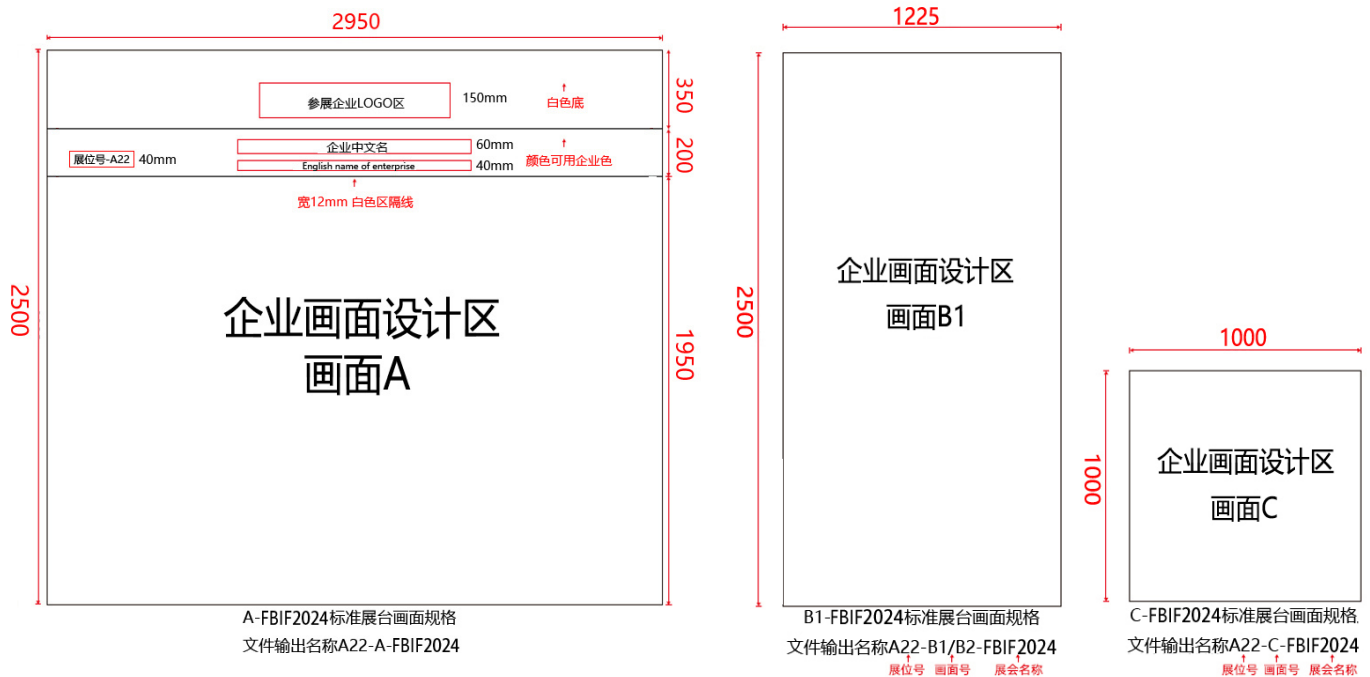 2950
参展企业LOGO区
150mm
白色底
350
展位号-A22
40mm
企业中文名
60mm
English name of enterprise
40mm
颜色可用企业色
200
宽12mm 白色区隔线
2500
企业画面设计区
画面A
1950
A-FBIF2024标准展台画面规格
文件输出名称A22-A-FBIF2024
1225
2500
企业画面设计区
画面B1
B1-FBIF2024标准展台画面规格
文件输出名称A22-B1/B2-FBIF2024
展位号 画面号 展会名称
1000
1000
企业画面设计区
画面C
C-FBIF2024标准展台画面规格
文件输出名称A22-C-FBIF2024
展位号 画面号 展会名称